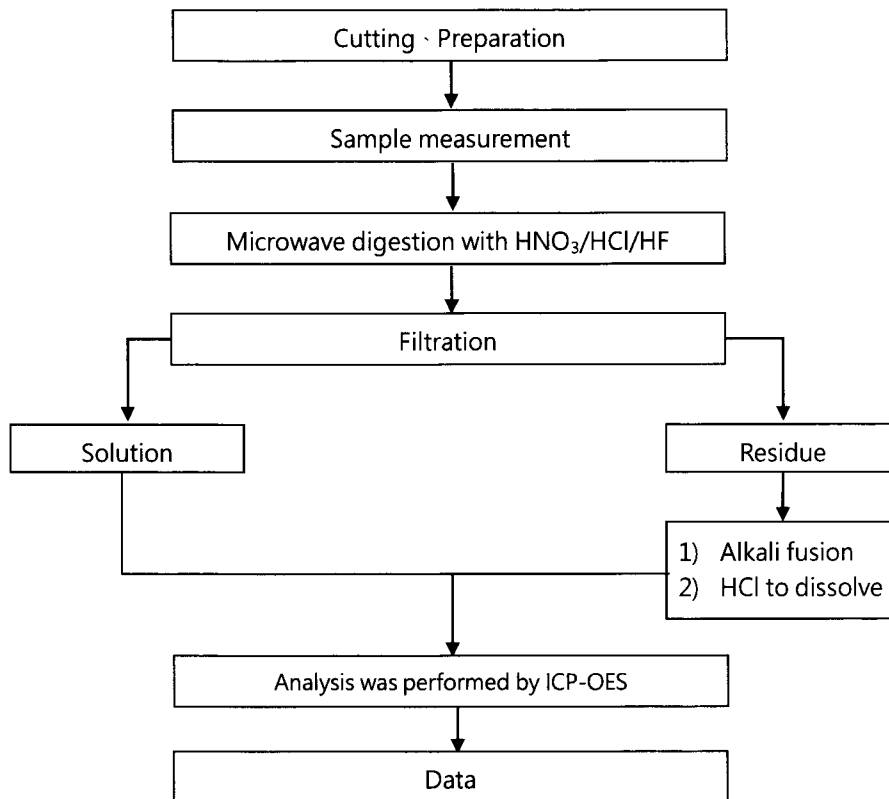 Cutting、Preparation
Sample measurement
Microwave digestion with HNO₃/HCl/HF
Filtration
Solution
Residue
1) Alkali fusion
2) HCl to dissolve
Analysis was performed by ICP-OES
Data